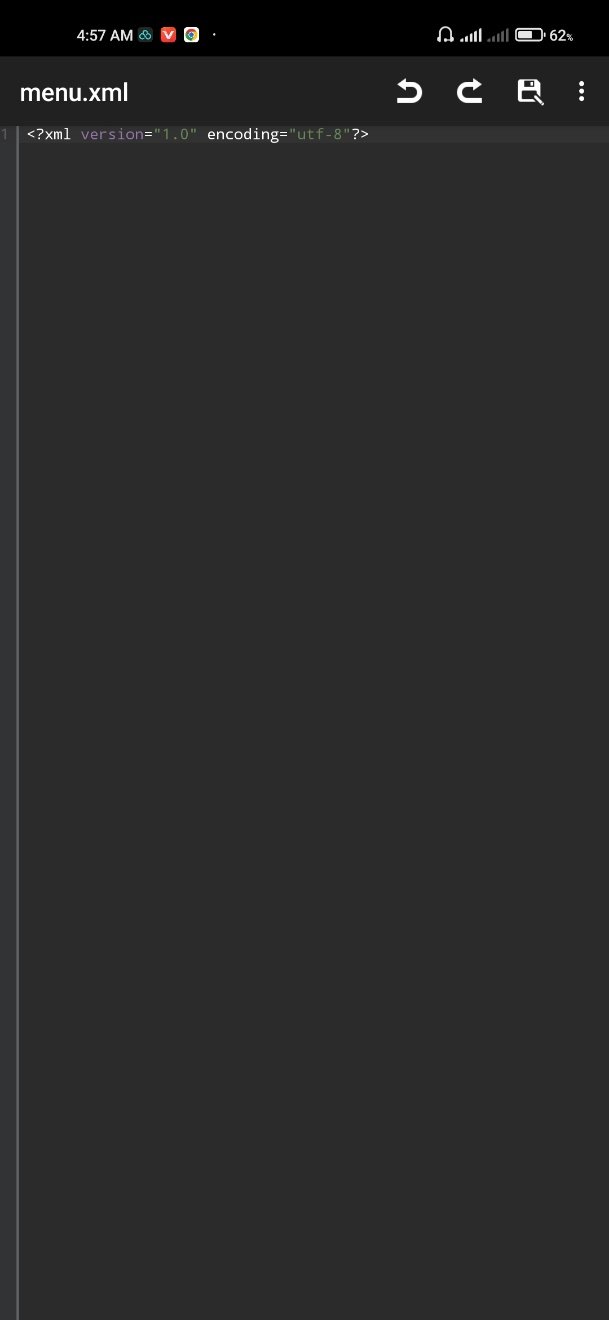 4:57 AM 62%
menu.xml
1 <?xml version="1.0" encoding="utf-8"?>